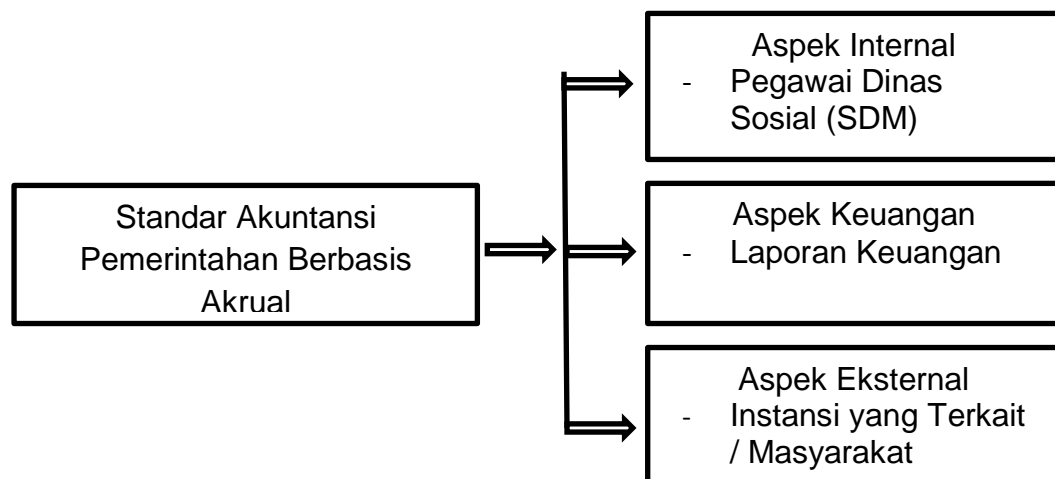 Aspek Internal
- Pegawai Dinas
Sosial (SDM)
Standar Akuntansi
Pemerintahan Berbasis
Akrual
Aspek Keuangan
- Laporan Keuangan
Aspek Eksternal
- Instansi yang Terkait
/ Masyarakat